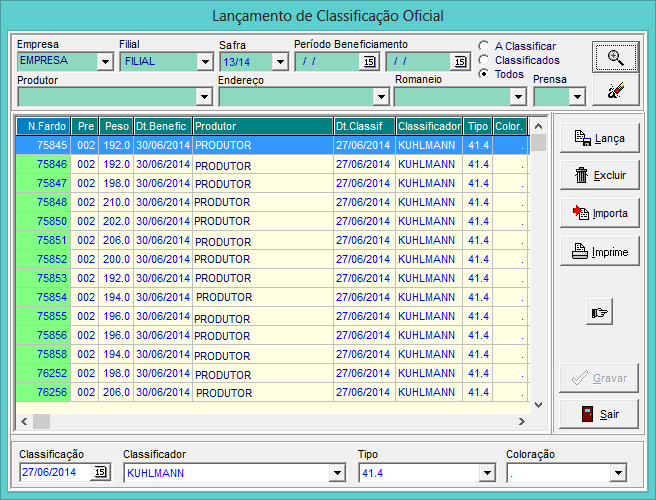 Lançamento de Classificação Oficial
Empresa Filial Safra Período Beneficiamento
EMPRESA FILIAL 13/14 / / 15 / / 15
A Classificar
Classificados
Todos
Produtor Endereço Romaneio Prensa
N.Fardo Pre Peso Dt.Benefic Produtor Dt.Classif Classificador Tipo Color.
75845 002 192.0 30/06/2014 PRODUTOR 27/06/2014 KUHLMANN 41.4 .
75846 002 192.0 30/06/2014 PRODUTOR 27/06/2014 KUHLMANN 41.4 .
75847 002 198.0 30/06/2014 PRODUTOR 27/06/2014 KUHLMANN 41.4 .
75848 002 210.0 30/06/2014 PRODUTOR 27/06/2014 KUHLMANN 41.4 .
75850 002 202.0 30/06/2014 PRODUTOR 27/06/2014 KUHLMANN 41.4 .
75851 002 206.0 30/06/2014 PRODUTOR 27/06/2014 KUHLMANN 41.4 .
75852 002 200.0 30/06/2014 PRODUTOR 27/06/2014 KUHLMANN 41.4 .
75853 002 192.0 30/06/2014 PRODUTOR 27/06/2014 KUHLMANN 41.4 .
75854 002 194.0 30/06/2014 PRODUTOR 27/06/2014 KUHLMANN 41.4 .
75855 002 196.0 30/06/2014 PRODUTOR 27/06/2014 KUHLMANN 41.4 .
75856 002 196.0 30/06/2014 PRODUTOR 27/06/2014 KUHLMANN 41.4 .
75858 002 194.0 30/06/2014 PRODUTOR 27/06/2014 KUHLMANN 41.4 .
76252 002 198.0 30/06/2014 PRODUTOR 27/06/2014 KUHLMANN 41.4 .
76256 002 206.0 30/06/2014 PRODUTOR 27/06/2014 KUHLMANN 41.4 .
Lança
Excluir
Importa
Imprime
Gravar
Sair
Classificação Classificador Tipo Coloração
27/06/2014 15 KUHLMANN 41.4 .